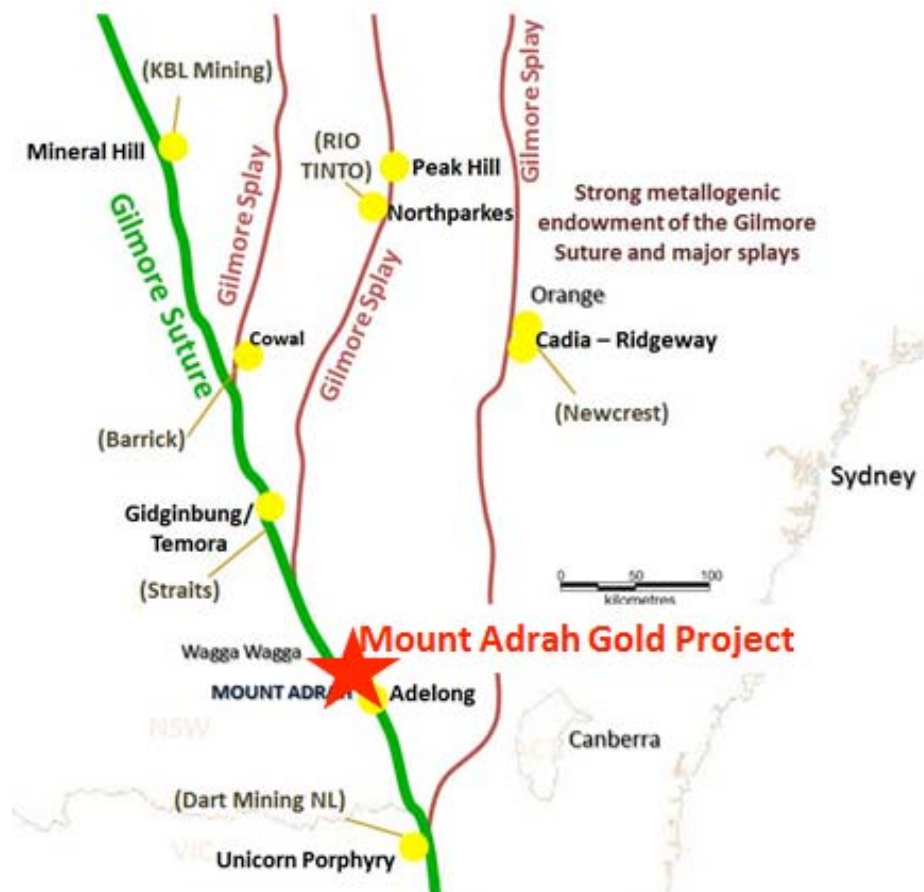 (KBL Mining)
Mineral Hill
Gilmore Suture
Gilmore Splay
(RIO
TINTO)
Peak Hill
Northparkes
Gilmore Splay
Gilmore Splay
Strong metallogenic
endowment of the Gilmore
Suture and major splays
Orange
Cadia – Ridgeway
(Newcrest)
Cowal
(Barrick)
Sydney
Gidginbung/
Temora
(Straits)
0 50 100
kilometres
Mount Adrah Gold Project
Wagga Wagga
MOUNT ADRAH
Adelong
NSW
Canberra
(Dart Mining NL)
VIC
Unicorn Porphyry